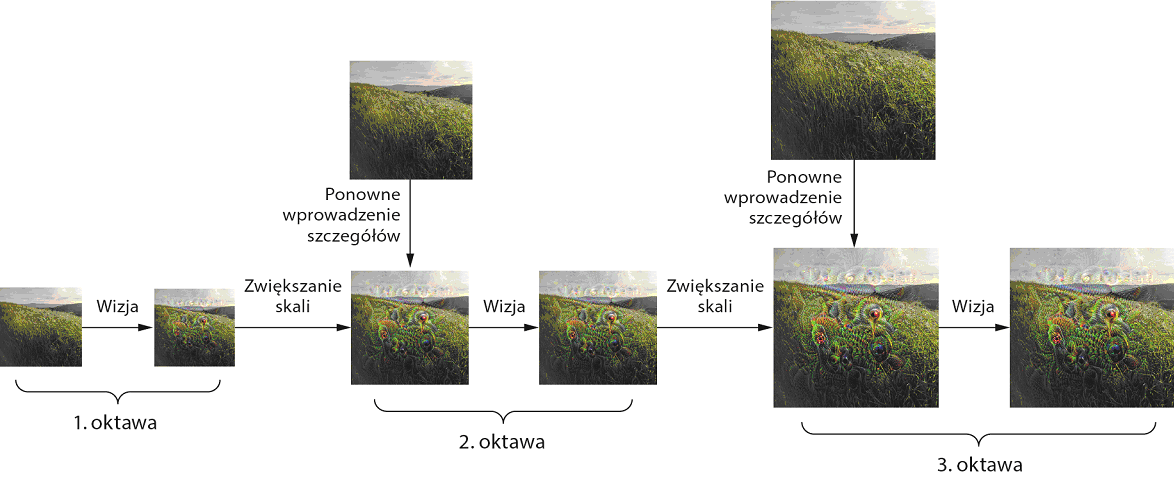 Ponowne
wprowadzenie
szczegółów
Ponowne
wprowadzenie
szczegółów
Wizja
Zwiększanie
skali
Wizja
Zwiększanie
skali
Wizja
1. oktawa
2. oktawa
3. oktawa